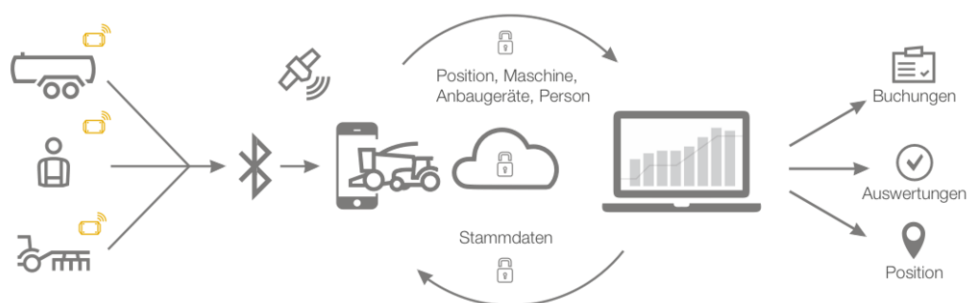 Position, Maschine,
Anbaugeräte, Person
Stammdaten
Buchungen
Auswertungen
Position